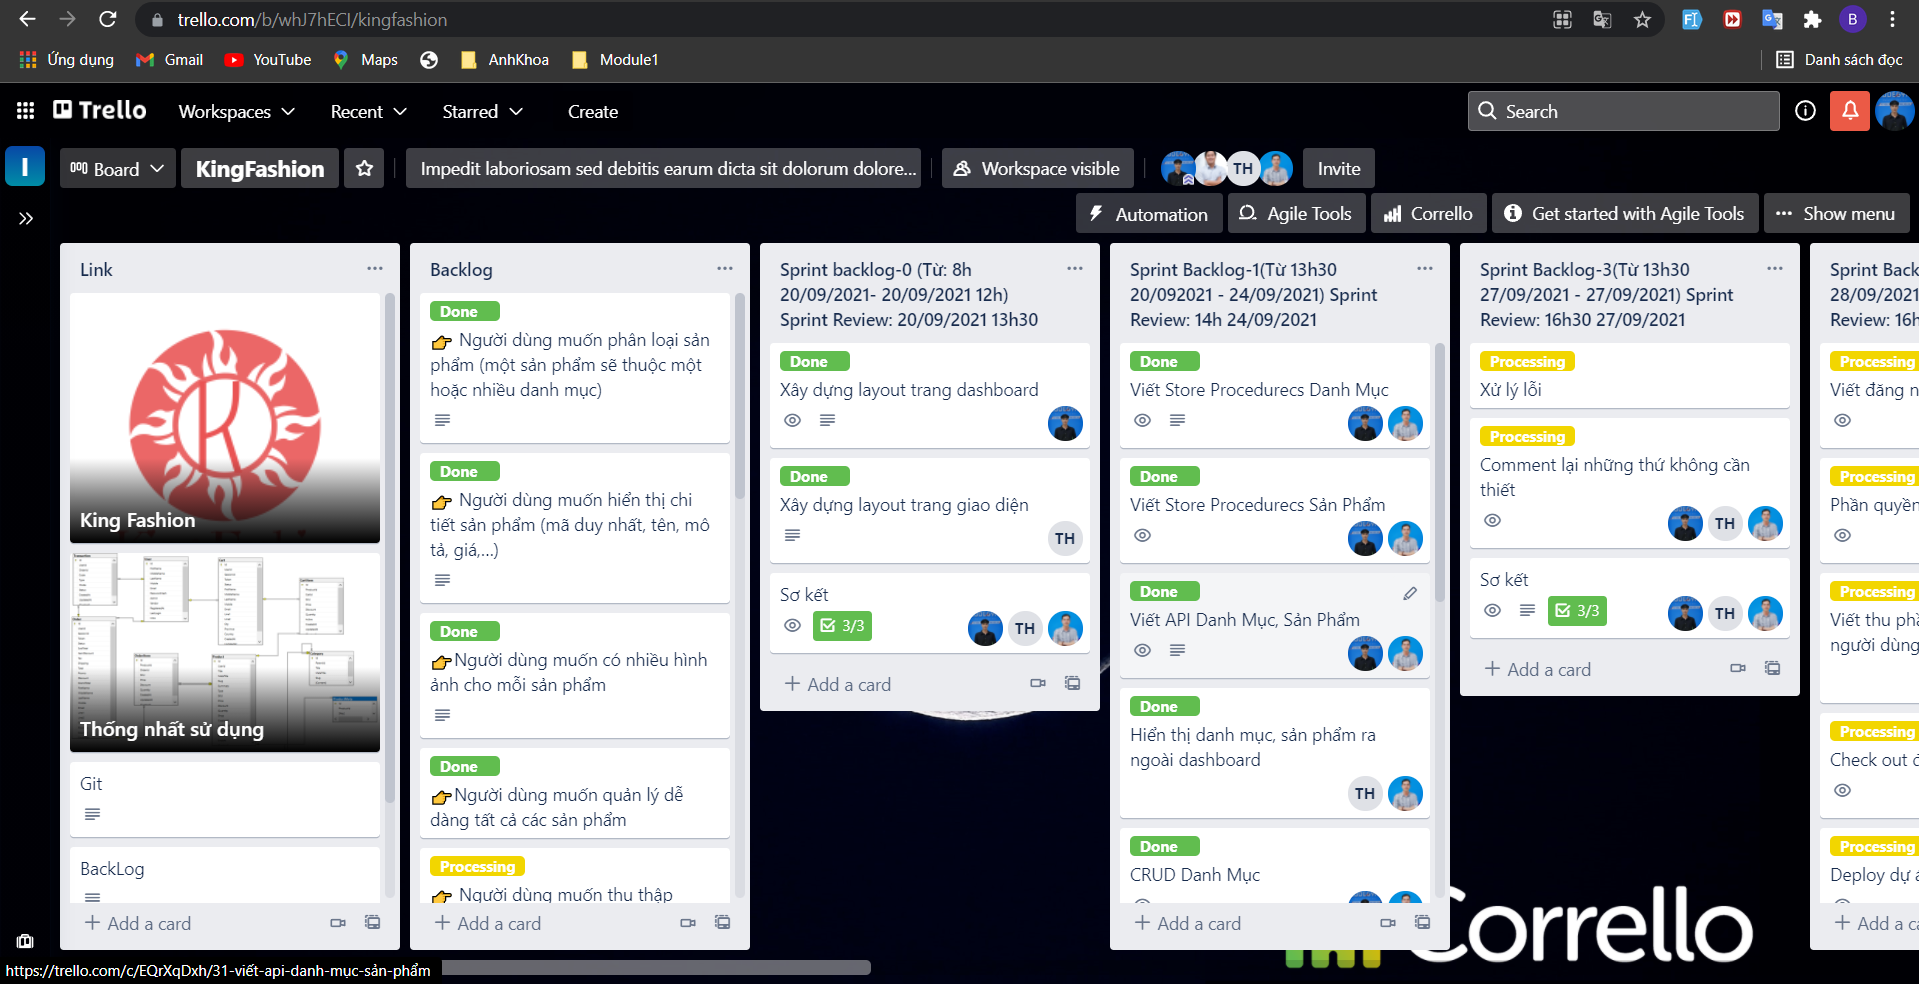 trello.com/b/whJ7hECI/kingfashion
B
Ứng dụng
Gmail
YouTube
Maps
AnhKhoa
Module1
Danh sách đọc
Trello
Workspaces
Recent
Starred
Create
Search
I
Board
KingFashion
Impedit laboriosam sed debitis earum dicta sit dolorum dolore...
Workspace visible
TH
Invite
Automation
Agile Tools
Corrello
Get started with Agile Tools
Show menu
Link
King Fashion
Thống nhất sử dụng
Git
BackLog
Add a card
Backlog
Done
Người dùng muốn phân loại sản
phẩm (một sản phẩm sẽ thuộc một
hoặc nhiều danh mục)
Done
Người dùng muốn hiển thị chi
tiết sản phẩm (mã duy nhất, tên, mô
tả, giá,...)
Done
Người dùng muốn có nhiều hình
ảnh cho mỗi sản phẩm
Done
Người dùng muốn quản lý dễ
dàng tất cả các sản phẩm
Processing
Người dùng muốn thu thập
Add a card
Sprint backlog-0 (Từ: 8h
20/09/2021- 20/09/2021 12h)
Sprint Review: 20/09/2021 13h30
Done
Xây dựng layout trang dashboard
Done
Xây dựng layout trang giao diện
TH
Sơ kết
3/3
TH
Add a card
Sprint Backlog-1(Từ 13h30
20/092021 - 24/09/2021) Sprint
Review: 14h 24/09/2021
Done
Viết Store Procedurecs Danh Mục
Done
Viết Store Procedurecs Sản Phẩm
Done
Viết API Danh Mục, Sản Phẩm
Done
Hiển thị danh mục, sản phẩm ra
ngoài dashboard
TH
Done
CRUD Danh Mục
Add a card
Sprint Backlog-3(Từ 13h30
27/09/2021 - 27/09/2021) Sprint
Review: 16h30 27/09/2021
Processing
Xử lý lỗi
Processing
Comment lại những thứ không cần
thiết
TH
Sơ kết
3/3
TH
Add a card
Sprint Back
28/09/2021
Review: 16h
Processing
Viết đăng n
Processing
Phần quyền
Processing
Viết thu ph
người dùng
Processing
Check out
Processing
Deploy dự
Add a ca
Corrello
https://trello.com/c/EQrXqDxh/31-viết-api-danh-mục-sản-phẩm